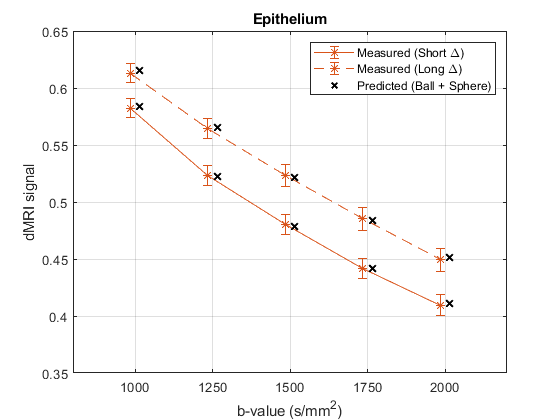 Epithelium
Measured (Short Δ)
Measured (Long Δ)
Predicted (Ball + Sphere)
dMRI signal
0.65
0.6
0.55
0.5
0.45
0.4
0.35
1000 1250 1500 1750 2000
b-value (s/mm²)